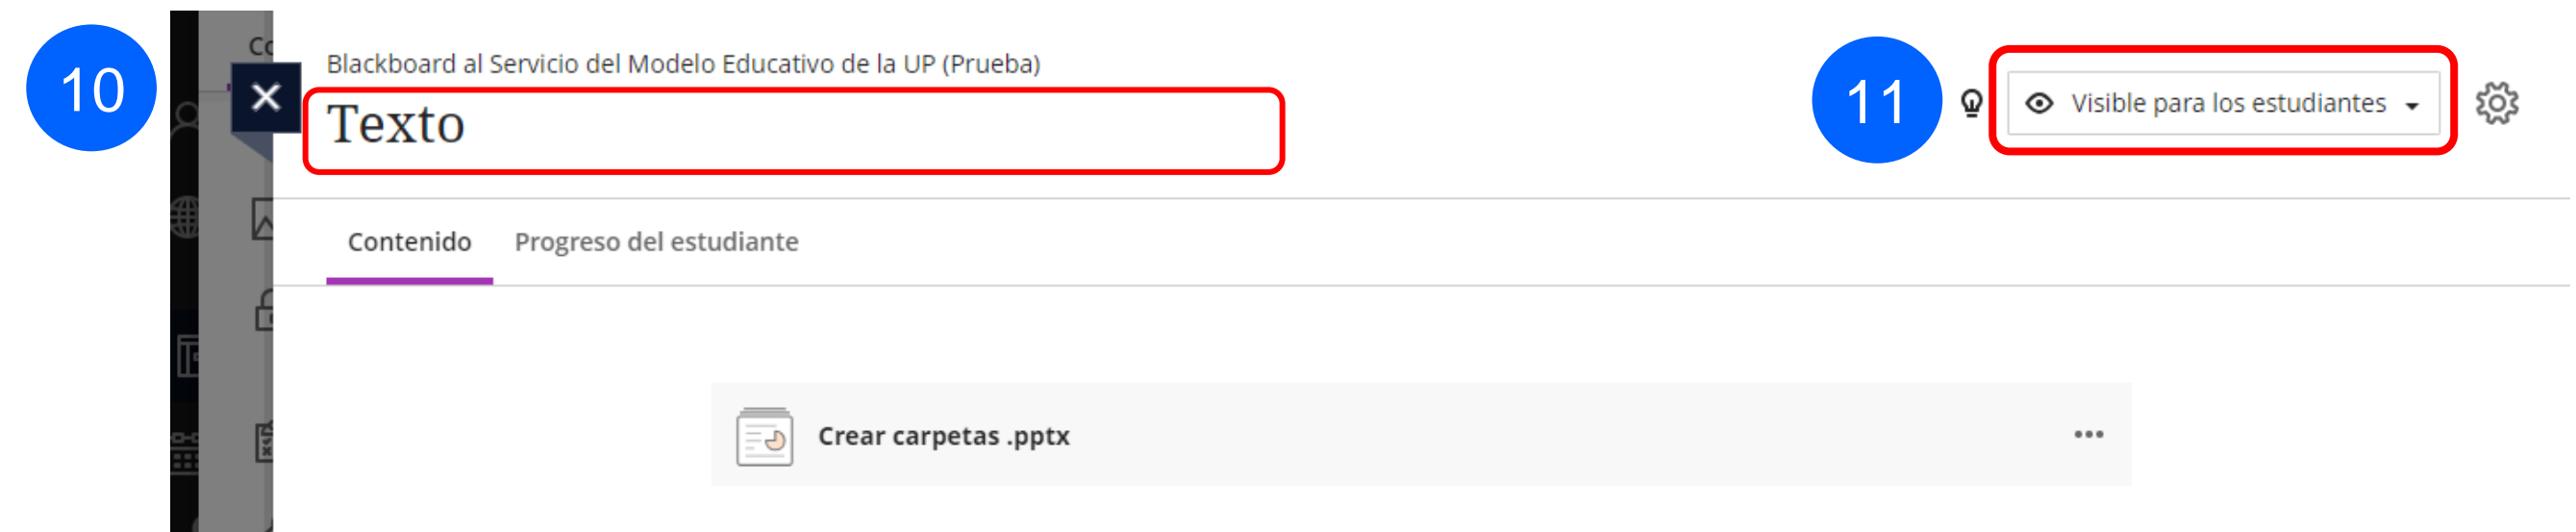 10
Co
Blackboard al Servicio del Modelo Educativo de la UP (Prueba)
Texto
11
Visible para los estudiantes
Contenido
Progreso del estudiante
Crear carpetas .pptx